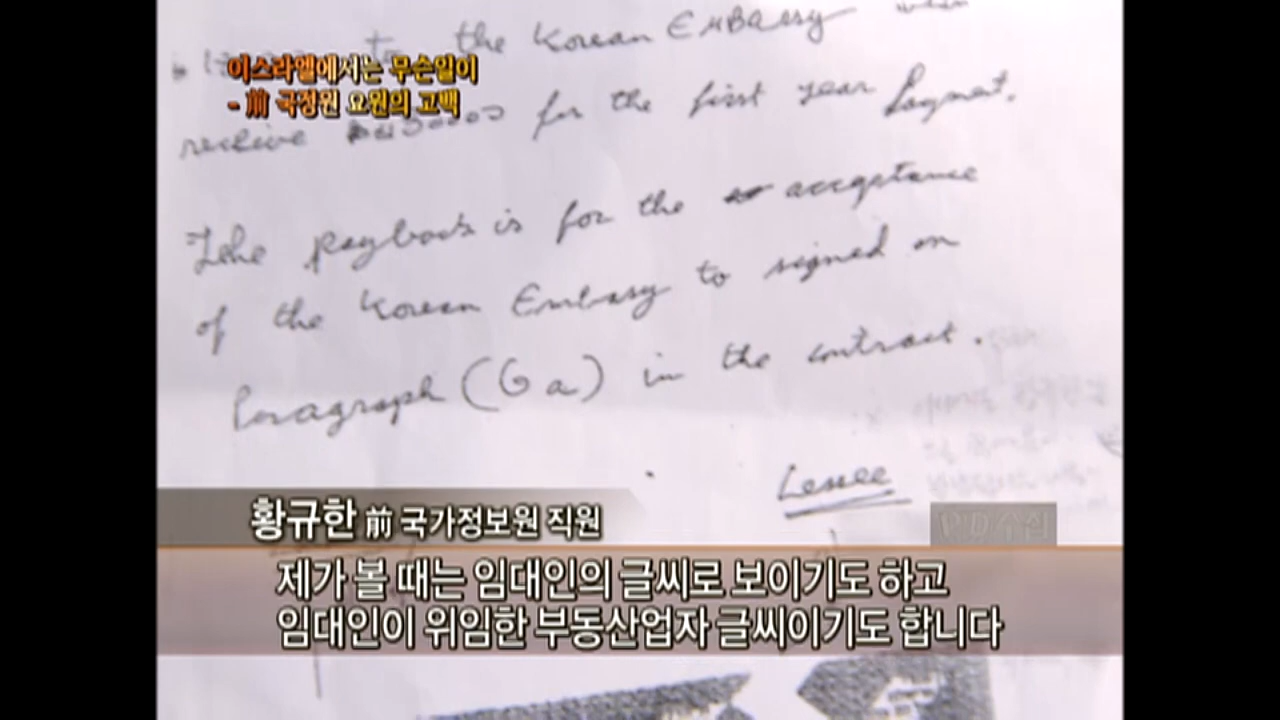 to the Korean EMBassy
이스라엘에서는 무슨일이
- 前 국정원 요원의 고백
recieve for the first year Payment.
The payback is for the accqptance
of the Korean Embasy to signed on
Paragraph (6a) in the contract.
Lessee
황규한 前 국가정보원 직원
PD수첩
제가 볼 때는 임대인의 글씨로 보이기도 하고
임대인이 위임한 부동산업자 글씨이기도 합니다